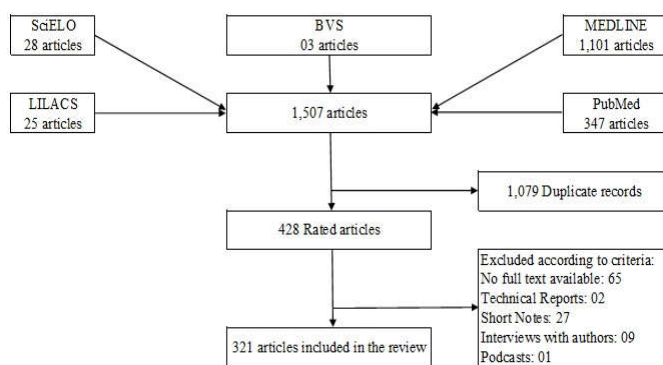 SciELO
28 articles
BVS
03 articles
MEDLINE
1,101 articles
LILACS
25 articles
1,507 articles
PubMed
347 articles
1,079 Duplicate records
428 Rated articles
Excluded according to criteria:
No full text available: 65
Technical Reports: 02
Short Notes: 27
Interviews with authors: 09
Podcasts: 01
321 articles included in the review